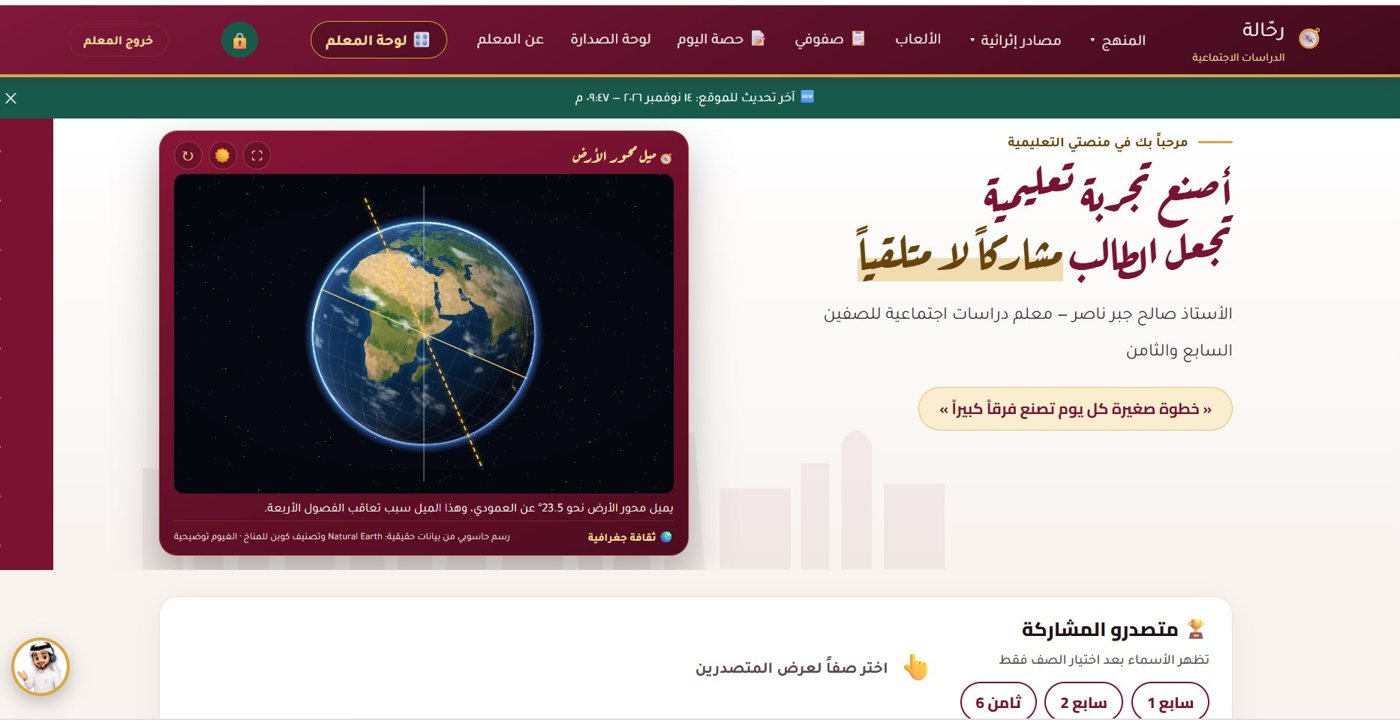 رحّالة
الدراسات الاجتماعية
المنهج
مصادر إثرائية
الألعاب
صفوفي
حصة اليوم
لوحة الصدارة
عن المعلم
لوحة المعلم
خروج المعلم
آخر تحديث للموقع: ١٤ نوفمبر ٢٠٢٦ – ٠٩:٤٧ م
مرحباً بك في منصتي التعليمية
أصنع تجربة تعليمية
تجعل الطالب مشاركاً لا متلقياً
الأستاذ صالح جبر ناصر – معلم دراسات اجتماعية للصفين
السابع والثامن
« خطوة صغيرة كل يوم تصنع فرقاً كبيراً »
ميل محور الأرض
يميل محور الأرض نحو 23.5° عن العمودي، وهذا الميل سبب تعاقب الفصول الأربعة.
ثقافة جغرافية
رسم حاسوبي من بيانات حقيقية: Natural Earth وتصنيف كوبن للمناخ · الغيوم توضيحية
متصدرو المشاركة
تظهر الأسماء بعد اختيار الصف فقط
سابع 1
سابع 2
ثامن 6
اختر صفاً لعرض المتصدرين